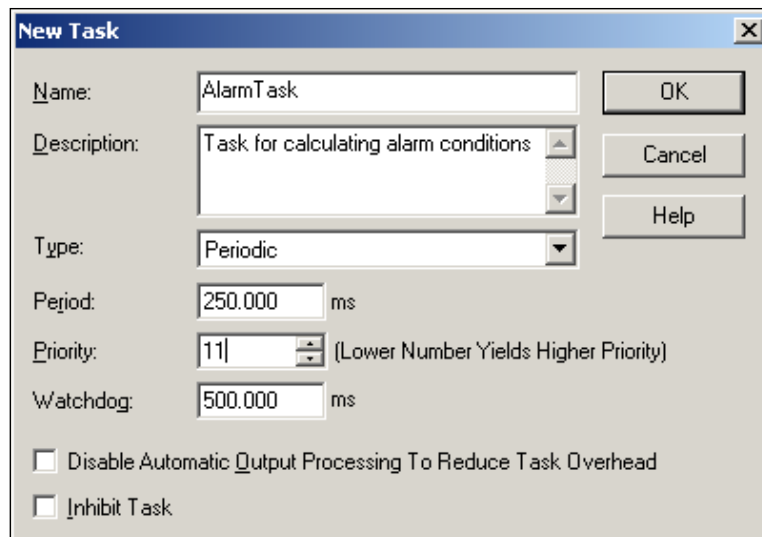 New Task
Name: AlarmTask
OK
Description: Task for calculating alarm conditions
Cancel
Help
Type: Periodic
Period: 250.000 ms
Priority: 11 (Lower Number Yields Higher Priority)
Watchdog: 500.000 ms
Disable Automatic Output Processing To Reduce Task Overhead
Inhibit Task